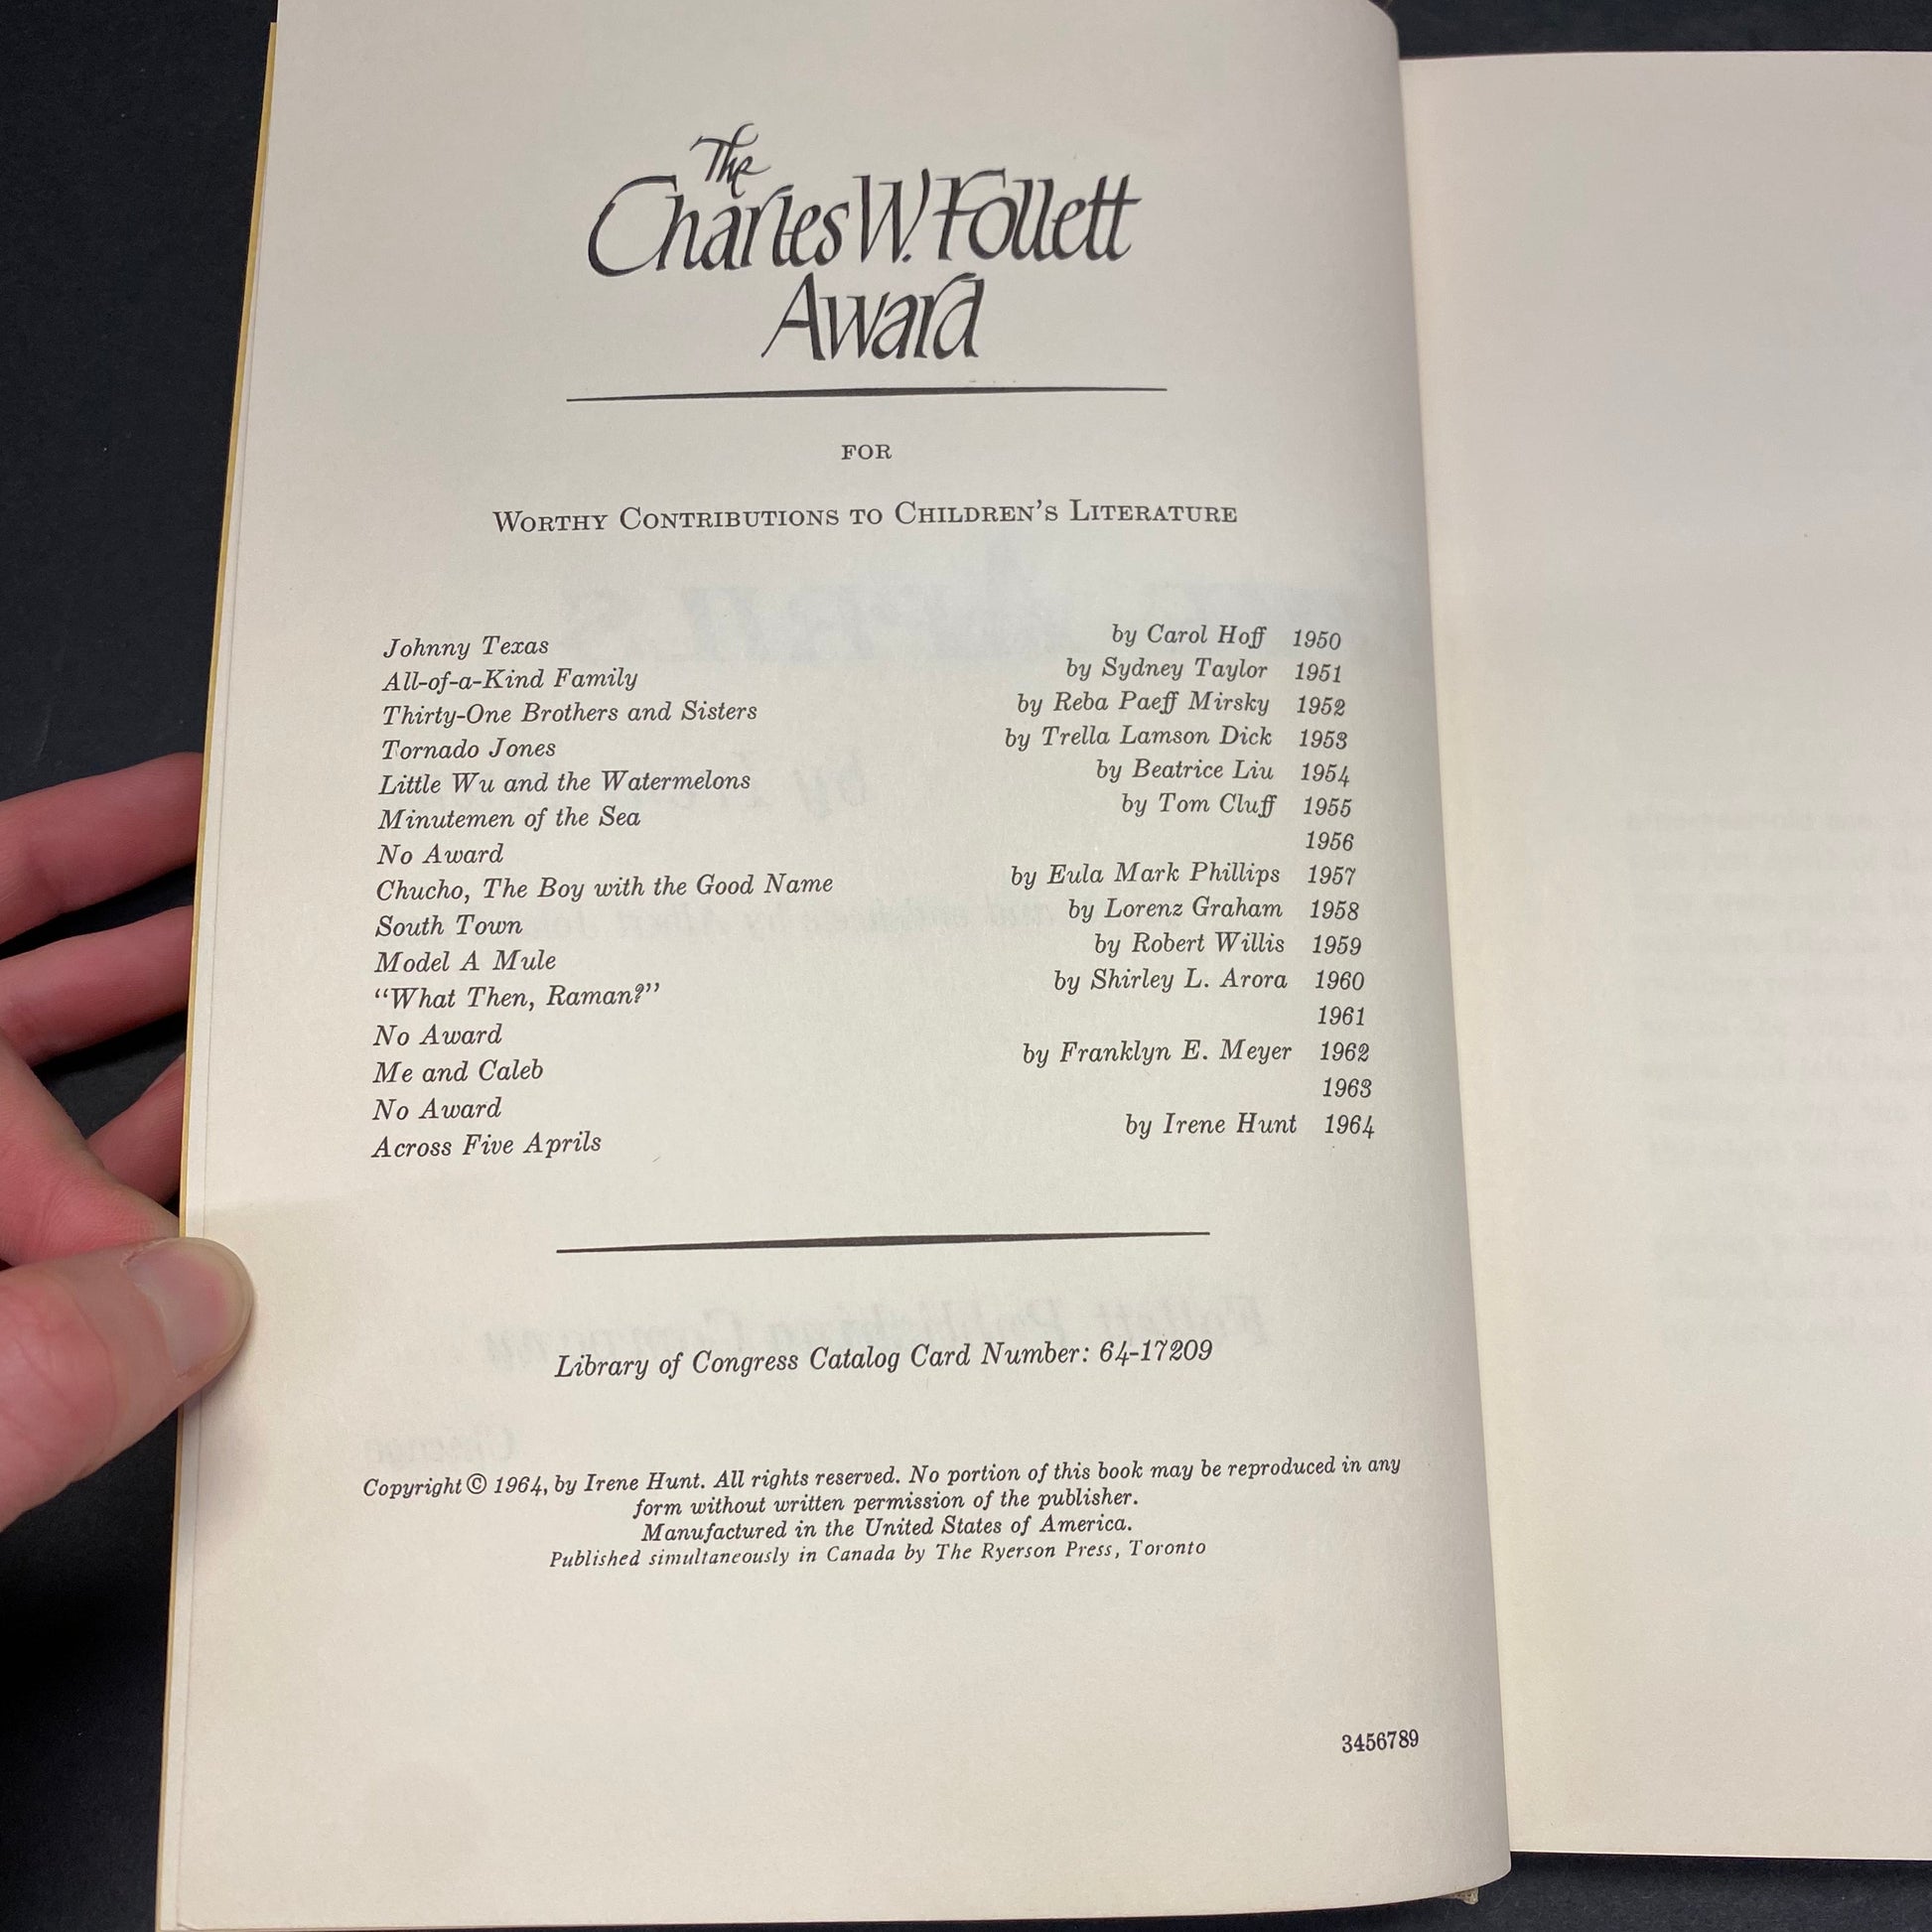 The
Charles W. Follett
Award
FOR
WORTHY CONTRIBUTIONS TO CHILDREN'S LITERATURE
Johnny Texas by Carol Hoff 1950
All-of-a-Kind Family by Sydney Taylor 1951
Thirty-One Brothers and Sisters by Reba Paeff Mirsky 1952
Tornado Jones by Trella Lamson Dick 1953
Little Wu and the Watermelons by Beatrice Liu 1954
Minutemen of the Sea by Tom Cluff 1955
No Award 1956
Chucho, The Boy with the Good Name by Eula Mark Phillips 1957
South Town by Lorenz Graham 1958
Model A Mule by Robert Willis 1959
"What Then, Raman?" by Shirley L. Arora 1960
No Award 1961
Me and Caleb by Franklyn E. Meyer 1962
No Award 1963
Across Five Aprils by Irene Hunt 1964
Library of Congress Catalog Card Number: 64-17209
Copyright © 1964, by Irene Hunt. All rights reserved. No portion of this book may be reproduced in any
form without written permission of the publisher.
Manufactured in the United States of America.
Published simultaneously in Canada by The Ryerson Press, Toronto
3456789